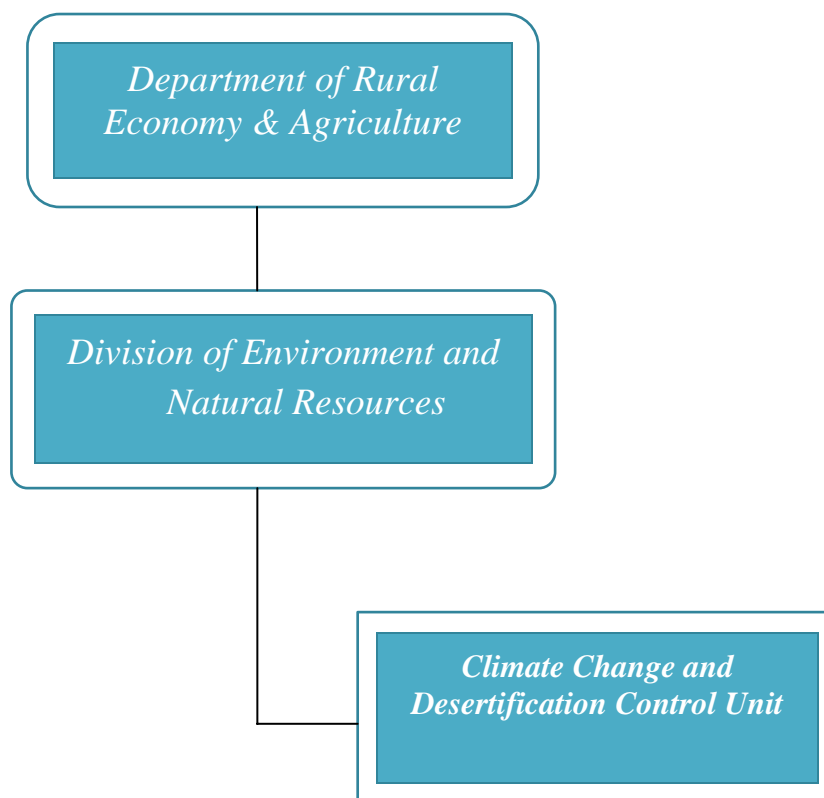 Department of Rural
Economy & Agriculture
Division of Environment and
Natural Resources
Climate Change and
Desertification Control Unit